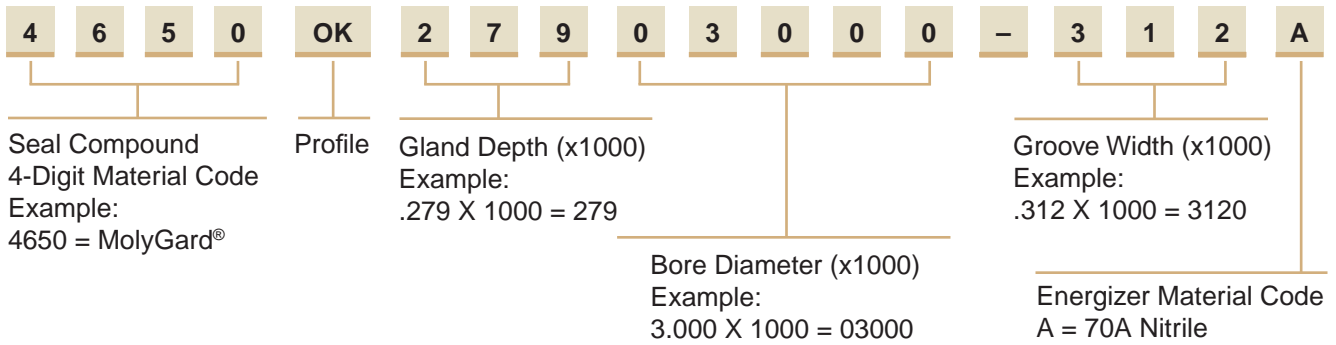 4 6 5 0 OK 2 7 9 0 3 0 0 0 – 3 1 2 A
Seal Compound
4-Digit Material Code
Example:
4650 = MolyGard®
Profile
Gland Depth (x1000)
Example:
.279 X 1000 = 279
Bore Diameter (x1000)
Example:
3.000 X 1000 = 03000
Groove Width (x1000)
Example:
.312 X 1000 = 3120
Energizer Material Code
A = 70A Nitrile